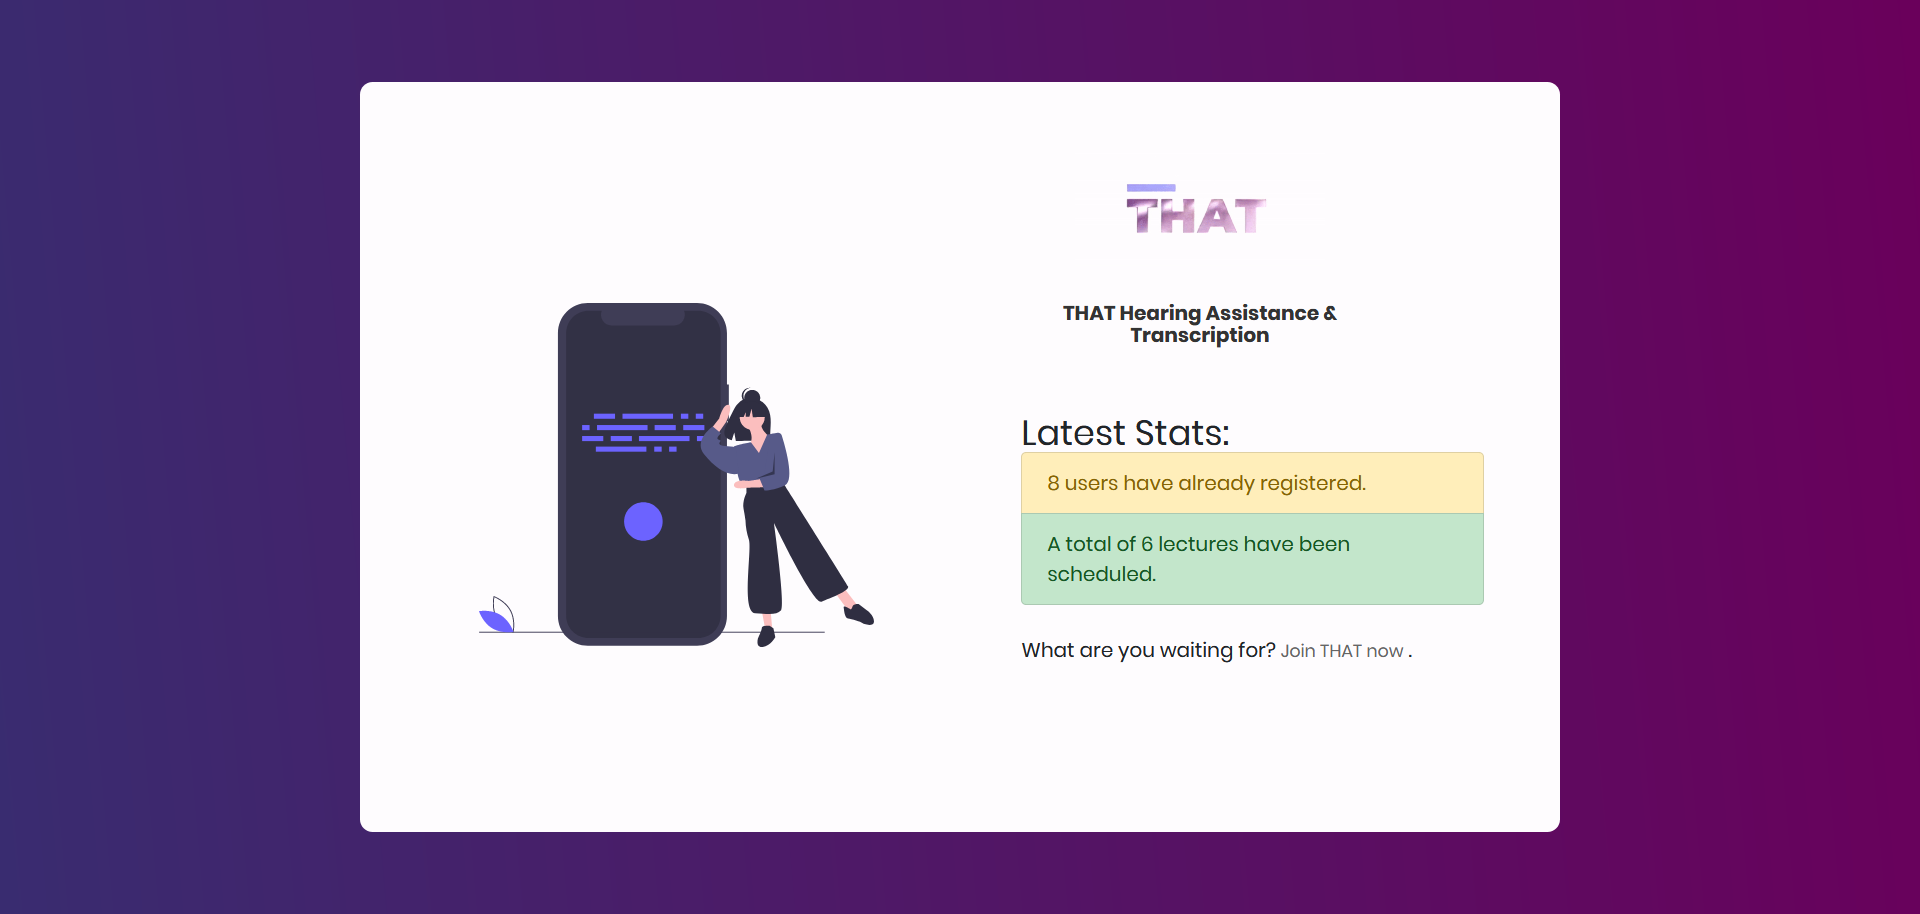 THAT
THAT Hearing Assistance &
Transcription
Latest Stats:
8 users have already registered.
A total of 6 lectures have been
scheduled.
What are you waiting for? Join THAT now .